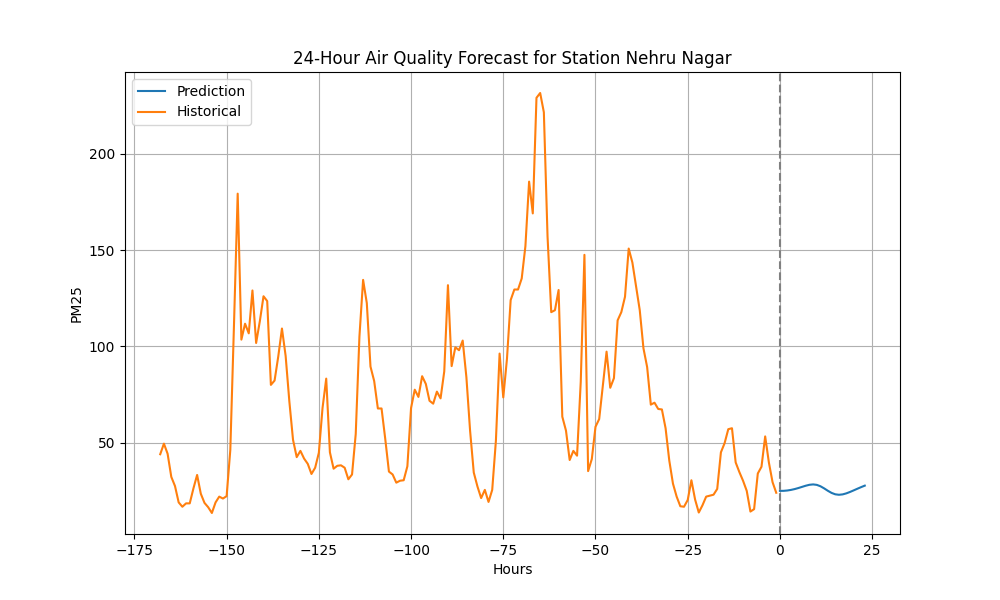 24-Hour Air Quality Forecast for Station Nehru Nagar
Prediction
Historical
PM25
200
150
100
50
−175
−150
−125
−100
−75
−50
−25
0
25
Hours